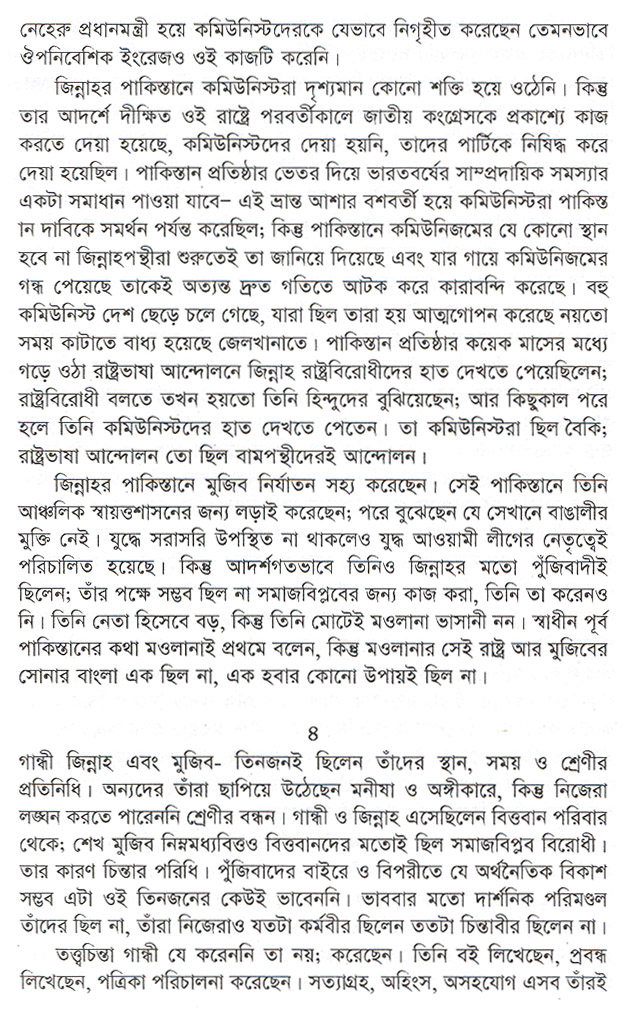 নেহেরু প্রধানমন্ত্রী হয়ে কমিউনিস্টদেরকে যেভাবে নিগৃহীত করেছেন তেমনভাবে
ঔপনিবেশিক ইংরেজও ওই কাজটি করেনি।
জিন্নাহর পাকিস্তানে কমিউনিস্টরা দৃশ্যমান কোনো শক্তি হয়ে ওঠেনি। কিন্তু
তার আদর্শে দীক্ষিত ওই রাষ্ট্রে পরবর্তীকালে জাতীয় কংগ্রেসকে প্রকাশ্যে কাজ
করতে দেয়া হয়েছে, কমিউনিস্টদের দেয়া হয়নি, তাদের পার্টিকে নিষিদ্ধ করে
দেয়া হয়েছিল। পাকিস্তান প্রতিষ্ঠার ভেতর দিয়ে ভারতবর্ষের সাম্প্রদায়িক সমস্যার
একটা সমাধান পাওয়া যাবে– এই ভ্রান্ত আশার বশবর্তী হয়ে কমিউনিস্টরা পাকিস্ত
ান দাবিকে সমর্থন পর্যন্ত করেছিল; কিন্তু পাকিস্তানে কমিউনিজমের যে কোনো স্থান
হবে না জিন্নাহপন্থীরা শুরুতেই তা জানিয়ে দিয়েছে এবং যার গায়ে কমিউনিজমের
গন্ধ পেয়েছে তাকেই অত্যন্ত দ্রুত গতিতে আটক করে কারাবন্দি করেছে। বহু
কমিউনিস্ট দেশ ছেড়ে চলে গেছে, যারা ছিল তারা হয় আত্মগোপন করেছে নয়তো
সময় কাটাতে বাধ্য হয়েছে জেলখানাতে। পাকিস্তান প্রতিষ্ঠার কয়েক মাসের মধ্যে
গড়ে ওঠা রাষ্ট্রভাষা আন্দোলনে জিন্নাহ রাষ্ট্রবিরোধীদের হাত দেখতে পেয়েছিলেন;
রাষ্ট্রবিরোধী বলতে তখন হয়তো তিনি হিন্দুদের বুঝিয়েছেন; আর কিছুকাল পরে
হলে তিনি কমিউনিস্টদের হাত দেখতে পেতেন। তা কমিউনিস্টরা ছিল বৈকি;
রাষ্ট্রভাষা আন্দোলন তো ছিল বামপন্থীদেরই আন্দোলন।
জিন্নাহর পাকিস্তানে মুজিব নির্যাতন সহ্য করেছেন। সেই পাকিস্তানে তিনি
আঞ্চলিক স্বায়ত্তশাসনের জন্য লড়াই করেছেন; পরে বুঝেছেন যে সেখানে বাঙালীর
মুক্তি নেই। যুদ্ধে সরাসরি উপস্থিত না থাকলেও যুদ্ধ আওয়ামী লীগের নেতৃত্বেই
পরিচালিত হয়েছে। কিন্তু আদর্শগতভাবে তিনিও জিন্নাহর মতো পুঁজিবাদীই
ছিলেন; তাঁর পক্ষে সম্ভব ছিল না সমাজবিপ্লবের জন্য কাজ করা, তিনি তা করেনও
নি। তিনি নেতা হিসেবে বড়, কিন্তু তিনি মোটেই মওলানা ভাসানী নন। স্বাধীন পূর্ব
পাকিস্তানের কথা মওলানাই প্রথমে বলেন, কিন্তু মওলানার সেই রাষ্ট্র আর মুজিবের
সোনার বাংলা এক ছিল না, এক হবার কোনো উপায়ই ছিল না।
৪
গান্ধী জিন্নাহ এবং মুজিব- তিনজনই ছিলেন তাঁদের স্থান, সময় ও শ্রেণীর
প্রতিনিধি। অন্যদের তাঁরা ছাপিয়ে উঠেছেন মনীষা ও অঙ্গীকারে, কিন্তু নিজেরা
লঙ্ঘন করতে পারেননি শ্রেণীর বন্ধন। গান্ধী ও জিন্নাহ এসেছিলেন বিত্তবান পরিবার
থেকে; শেখ মুজিব নিম্নমধ্যবিত্তও বিত্তবানদের মতোই ছিল সমাজবিপ্লব বিরোধী।
তার কারণ চিন্তার পরিধি। পুঁজিবাদের বাইরে ও বিপরীতে যে অর্থনৈতিক বিকাশ
সম্ভব এটা ওই তিনজনের কেউই ভাবেননি। ভাববার মতো দার্শনিক পরিমণ্ডল
তাঁদের ছিল না, তাঁরা নিজেরাও যতটা কর্মবীর ছিলেন ততটা চিন্তাবীর ছিলেন না।
তত্ত্বচিন্তা গান্ধী যে করেননি তা নয়; করেছেন। তিনি বই লিখেছেন, প্রবন্ধ
লিখেছেন, পত্রিকা পরিচালনা করেছেন। সত্যাগ্রহ, অহিংস, অসহযোগ এসব তাঁরই